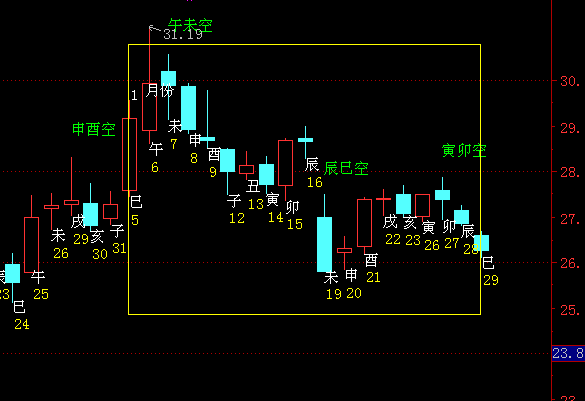 午未空
31.19
30.
1 月份
申酉空
29.
未
7
申
8
午
6
酉
9
寅卯空
辰
16
辰巳空
28.
丑
13
寅
14
子
12
巳
5
卯
15
戌
29
子
31
亥
30
未
26
27.
戌
22
亥
23
寅
26
卯
27
辰
28
酉
21
26.
巳
29
午
25
辰
23
未
19
申
20
巳
24
25.
23.8